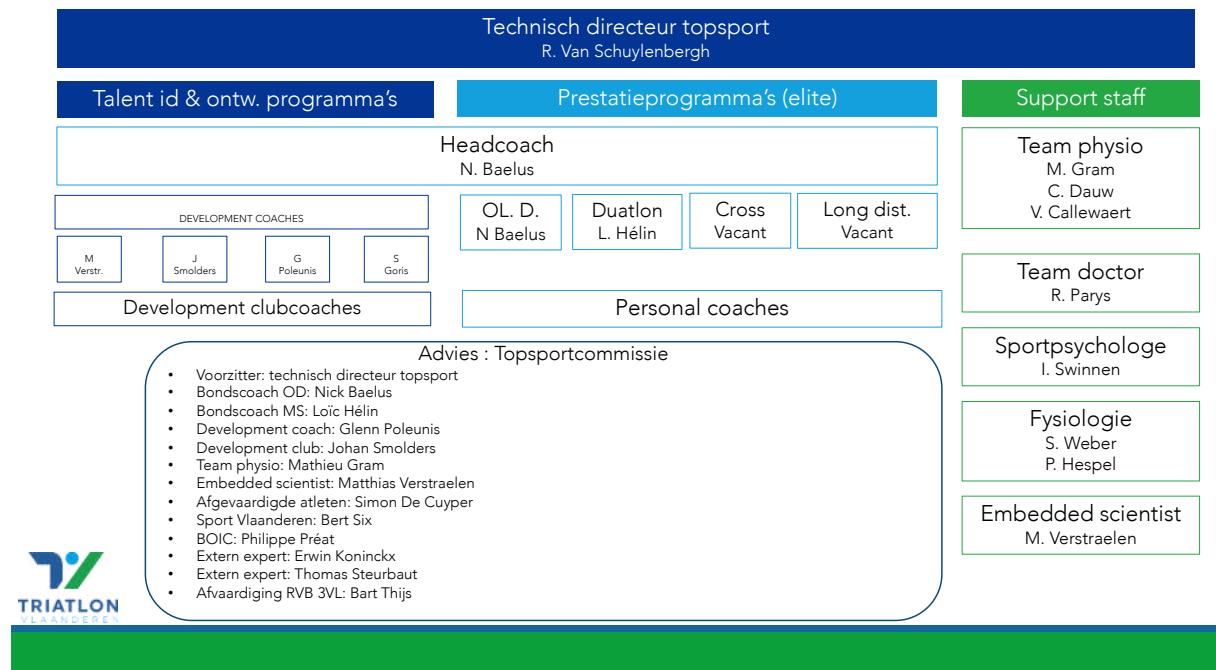 Technisch directeur topsport
R. Van Schuylenbergh
Talent id & ontw. programma's
Prestatieprogramma's (elite)
Support staff
Headcoach
N. Baelus
DEVELOPMENT COACHES
M
Verstr.
J
Smolders
G
Poleunis
S
Goris
Development clubcoaches
OL. D.
N Baelus
Duatlon
L. Hélin
Cross
Vacant
Long dist.
Vacant
Personal coaches
Team physio
M. Gram
C. Dauw
V. Callewaert
Team doctor
R. Parys
Sportpsychologe
I. Swinnen
Fysiologie
S. Weber
P. Hespel
Embedded scientist
M. Verstraelen
Advies : Topsportcommissie
• Voorzitter: technisch directeur topsport
• Bondscoach OD: Nick Baelus
• Bondscoach MS: Loïc Hélin
• Development coach: Glenn Poleunis
• Development club: Johan Smolders
• Team physio: Mathieu Gram
• Embedded scientist: Matthias Verstraelen
• Afgevaardigde atleten: Simon De Cuyper
• Sport Vlaanderen: Bert Six
• BOIC: Philippe Préat
• Extern expert: Erwin Koninckx
• Extern expert: Thomas Steurbaut
• Afvaardiging RVB 3VL: Bart Thijs
TRIATLON
VLAANDEREN